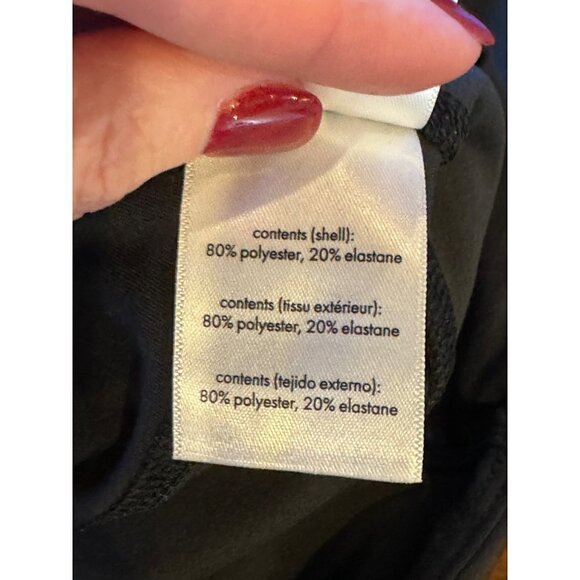 contents (shell):
80% polyester, 20% elastane
contents (tissu extérieur):
80% polyester, 20% elastane
contents (tejido externo):
80% polyester, 20% elastane